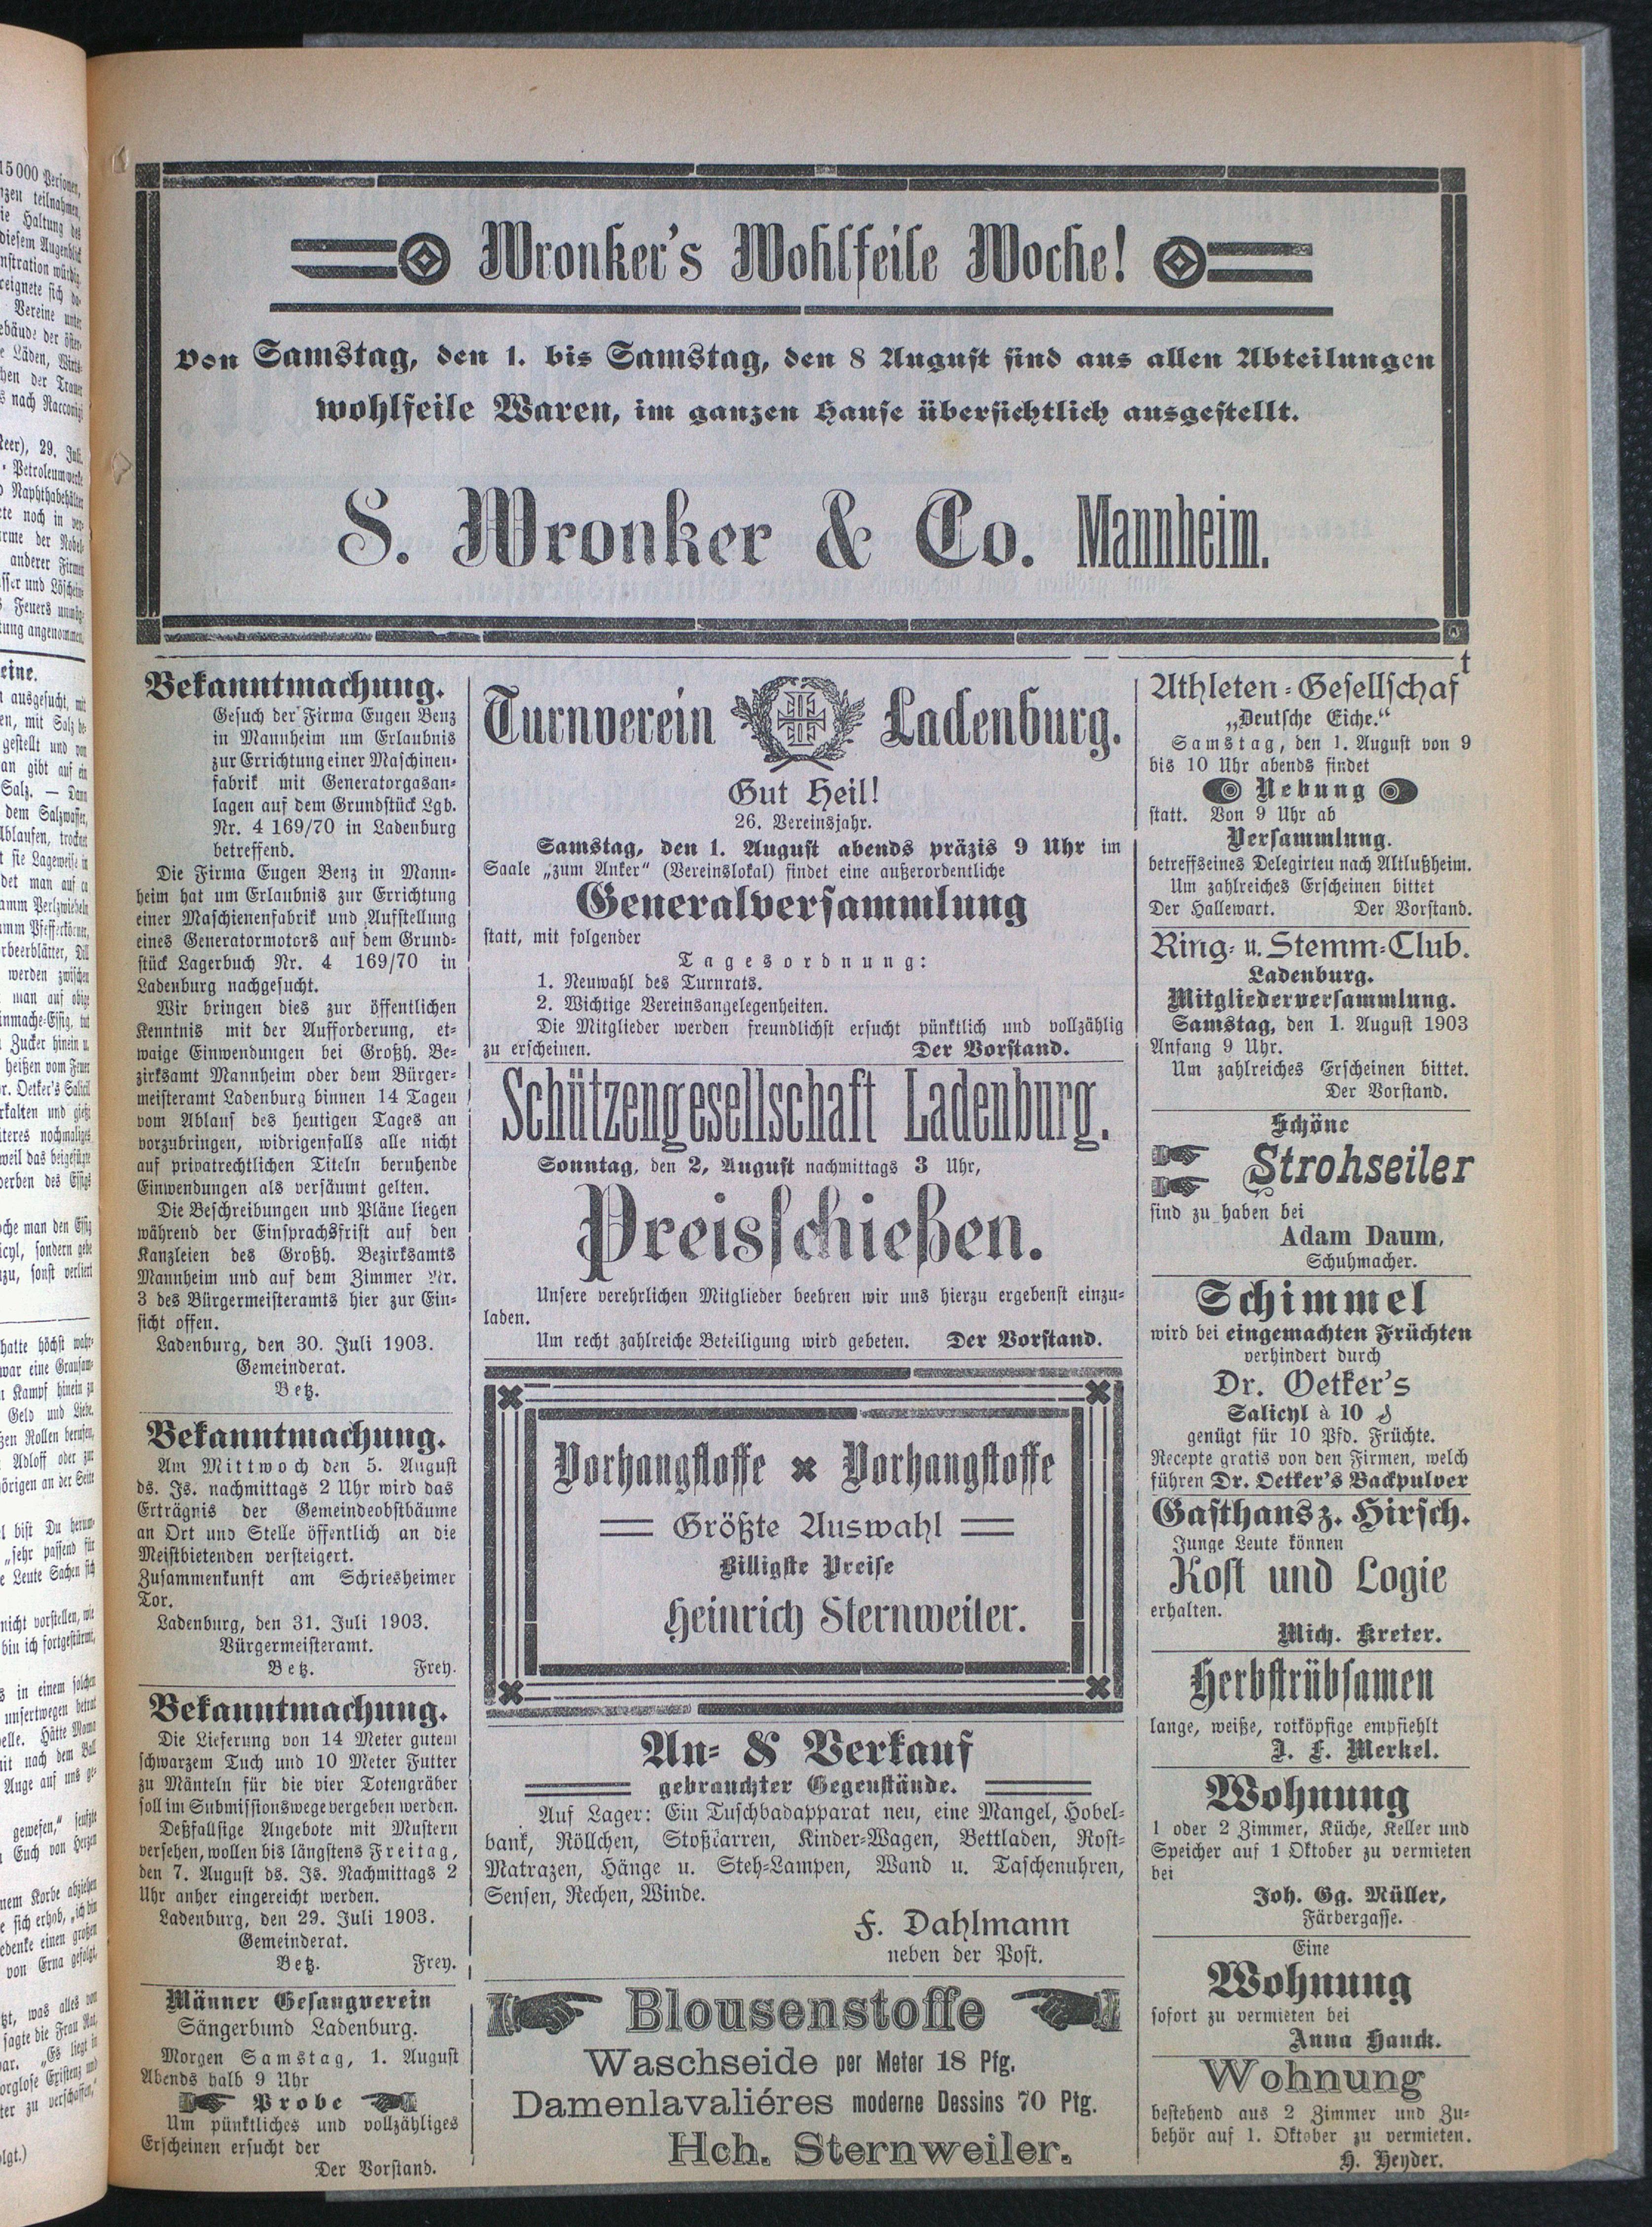 Wronker's Wohlfeile Woche!
Von Samstag, den 1. bis Samstag, den 8 August sind aus allen Abteilungen
wohlfeile Waren, im ganzen Hause übersichtlich ausgestellt.
S. Wronker & Co. Mannheim.
Bekanntmachung.
Gesuch der Firma Eugen Benz
in Mannheim um Erlaubnis
zur Errichtung einer Maschinen-
fabrik mit Generatorgasan-
lagen auf dem Grundstück Lgb.
Nr. 4 169/70 in Ladenburg
betreffend.
Die Firma Eugen Benz in Mann-
heim hat um Erlaubnis zur Errichtung
einer Maschienenfabrik und Aufstellung
eines Generatormotors auf dem Grund-
stück Lagerbuch Nr. 4 169/70 in
Ladenburg nachgesucht.
Wir bringen dies zur öffentlichen
Kenntnis mit der Aufforderung, et-
waige Einwendungen bei Großh. Be-
zirksamt Mannheim oder dem Bürger-
meisteramt Ladenburg binnen 14 Tagen
vom Ablauf des heutigen Tages an
vorzubringen, widrigenfalls alle nicht
auf privatrechtlichen Titeln beruhende
Einwendungen als versäumt gelten.
Die Beschreibungen und Pläne liegen
während der Einsprachsfrist auf den
Kanzleien des Großh. Bezirksamts
Mannheim und auf dem Zimmer Nr.
3 des Bürgermeisteramts hier zur Ein-
sicht offen.
Ladenburg, den 30. Juli 1903.
Gemeinderat.
Betz.
Bekanntmachung.
Am Mittwoch den 5. August
ds. Js. nachmittags 2 Uhr wird das
Erträgnis der Gemeindeobstbäume
an Ort und Stelle öffentlich an die
Meistbietenden versteigert.
Zusammenkunft am Schriesheimer
Tor.
Ladenburg, den 31. Juli 1903.
Bürgermeisteramt.
Betz. Frey.
Bekanntmachung.
Die Lieferung von 14 Meter gutem
schwarzem Tuch und 10 Meter Futter
zu Mänteln für die vier Totengräber
soll im Submissionswege vergeben werden.
Deßfallsige Angebote mit Mustern
versehen, wollen bis längstens Freitag,
den 7. August ds. Js. Nachmittags 2
Uhr anher eingereicht werden.
Ladenburg, den 29. Juli 1903.
Gemeinderat.
Betz. Frey.
Männer Gesangverein
Sängerbund Ladenburg.
Morgen Samstag, 1. August
Abends halb 9 Uhr
Probe
Um pünktliches und vollzähliges
Erscheinen ersucht der
Der Vorstand.
Turnverein Ladenburg.
Gut Heil!
26. Vereinsjahr.
Samstag, den 1. August abends präzis 9 Uhr im
Saale „zum Anker“ (Vereinslokal) findet eine außerordentliche
Generalversammlung
statt, mit folgender
Tagesordnung:
1. Neuwahl des Turnrats.
2. Wichtige Vereinsangelegenheiten.
Die Mitglieder werden freundlichst ersucht pünktlich und vollzählig
zu erscheinen. Der Vorstand.
Schützengesellschaft Ladenburg.
Sonntag, den 2, August nachmittags 3 Uhr,
Preisschießen.
Unsere verehrlichen Mitglieder beehren wir uns hierzu ergebenst einzu-
laden.
Um recht zahlreiche Beteiligung wird gebeten. Der Vorstand.
Vorhangstoffe Vorhangstoffe
Größte Auswahl
Billigste Preise
Heinrich Sternweiler.
An- & Verkauf
gebrauchter Gegenstände.
Auf Lager: Ein Tuschbadapparat neu, eine Mangel, Hobel-
bank, Röllchen, Stoßkarren, Kinder-Wagen, Bettladen, Rost-
Matrazen, Hänge u. Steh-Lampen, Wand u. Taschenuhren,
Sensen, Rechen, Winde.
F. Dahlmann
neben der Post.
Blousenstoffe
Waschseide per Meter 18 Pfg.
Damenlavaliéres moderne Dessins 70 Pfg.
Hch. Sternweiler.
Athleten-Gesellschaft
„Deutsche Eiche.“
Samstag, den 1. August von 9
bis 10 Uhr abends findet
Uebung
statt. Von 9 Uhr ab
Versammlung.
betreffs eines Delegirten nach Altlußheim.
Um zahlreiches Erscheinen bittet
Der Hallewart. Der Vorstand.
Ring- u. Stemm-Club.
Ladenburg.
Mitgliederversammlung.
Samstag, den 1. August 1903
Anfang 9 Uhr.
Um zahlreiches Erscheinen bittet.
Der Vorstand.
Schöne
Strohseiler
sind zu haben bei
Adam Daum,
Schuhmacher.
Schimmel
wird bei eingemachten Früchten
verhindert durch
Dr. Oetker's
Salicyl à 10 ₰
genügt für 10 Pfd. Früchte.
Recepte gratis von den Firmen, welch
führen Dr. Oetker's Backpulver
Gasthaus z. Hirsch.
Junge Leute können
Kost und Logie
erhalten.
Mich. Kreter.
Herbstrübsamen
lange, weiße, rotköpfige empfiehlt
J. F. Merkel.
Wohnung
1 oder 2 Zimmer, Küche, Keller und
Speicher auf 1 Oktober zu vermieten
bei
Joh. Gg. Müller,
Färbergasse.
Eine
Wohnung
sofort zu vermieten bei
Anna Hauck.
Wohnung
bestehend aus 2 Zimmer und Zu-
behör auf 1. Oktober zu vermieten.
H. Heyder.